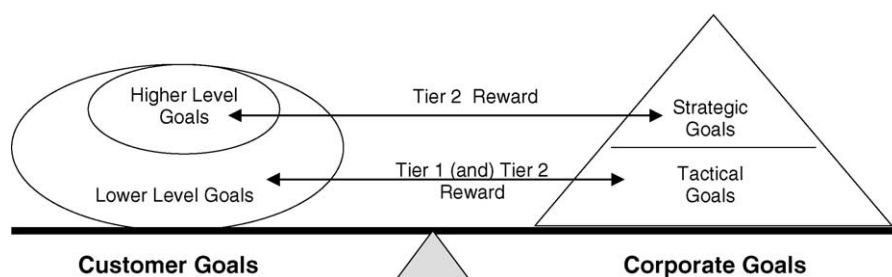 Higher Level
Goals
Tier 2 Reward
Strategic
Goals
Lower Level Goals
Tier 1 (and) Tier 2
Reward
Tactical
Goals
Customer Goals
Corporate Goals